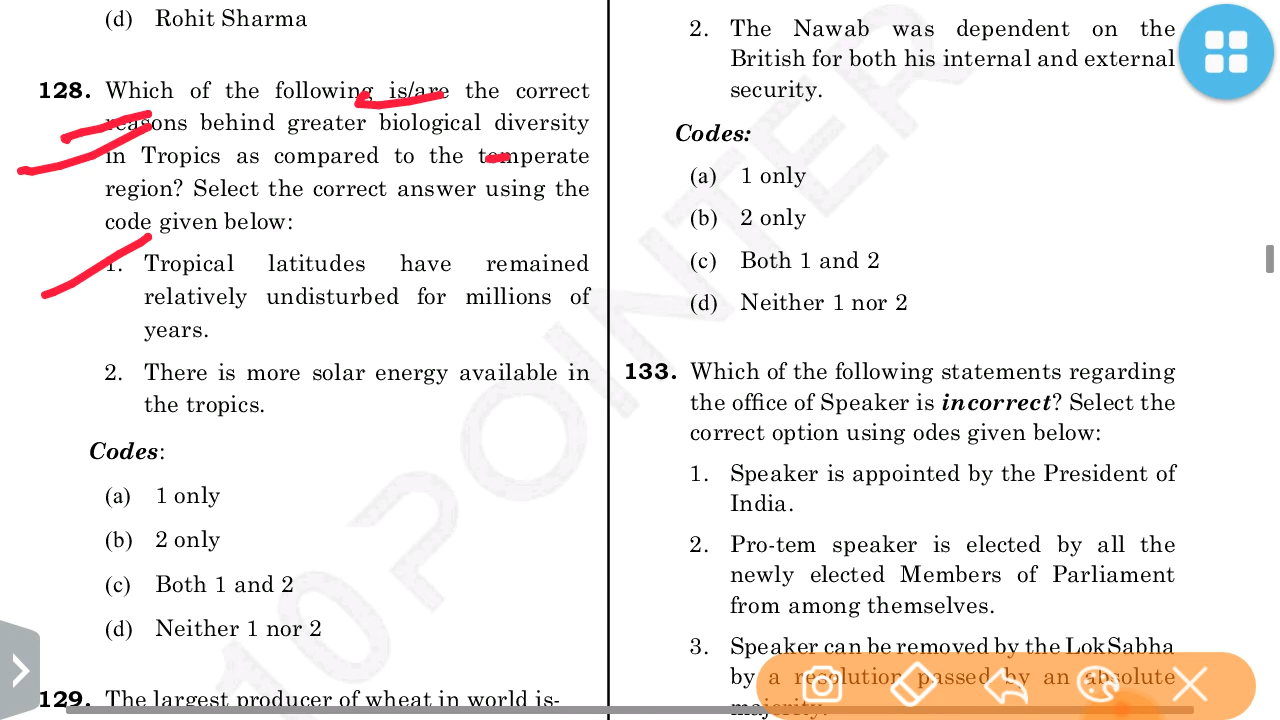 (d) Rohit Sharma
128. Which of the following is/are the correct
reasons behind greater biological diversity
in Tropics as compared to the temperate
region? Select the correct answer using the
code given below:
1. Tropical latitudes have remained
relatively undisturbed for millions of
years.
2. There is more solar energy available in
the tropics.
Codes:
(a) 1 only
(b) 2 only
(c) Both 1 and 2
(d) Neither 1 nor 2
129. The largest producer of wheat in world is-
2. The Nawab was dependent on the
British for both his internal and external
security.
Codes:
(a) 1 only
(b) 2 only
(c) Both 1 and 2
(d) Neither 1 nor 2
133. Which of the following statements regarding
the office of Speaker is incorrect? Select the
correct option using odes given below:
1. Speaker is appointed by the President of
India.
2. Pro-tem speaker is elected by all the
newly elected Members of Parliament
from among themselves.
3. Speaker can be removed by the LokSabha
by a resolution passed by an absolute
majority.
10 POINTER